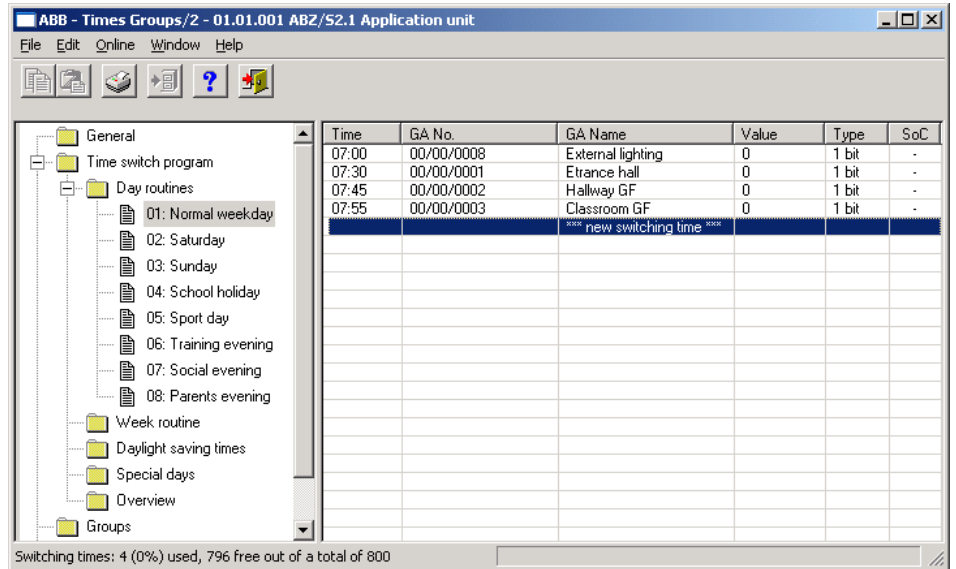 ABB - Times Groups/2 - 01.01.001 ABZ/S2.1 Application unit
File Edit Online Window Help
General
Time switch program
Day routines
01: Normal weekday
02: Saturday
03: Sunday
04: School holiday
05: Sport day
06: Training evening
07: Social evening
08: Parents evening
Week routine
Daylight saving times
Special days
Overview
Groups
Time GA No. GA Name Value Type SoC
07:00 00/00/0008 External lighting 0 1 bit -
07:30 00/00/0001 Etrance hall 0 1 bit -
07:45 00/00/0002 Hallway GF 0 1 bit -
07:55 00/00/0003 Classroom GF 0 1 bit -
*** new switching time ***
Switching times: 4 (0%) used, 796 free out of a total of 800